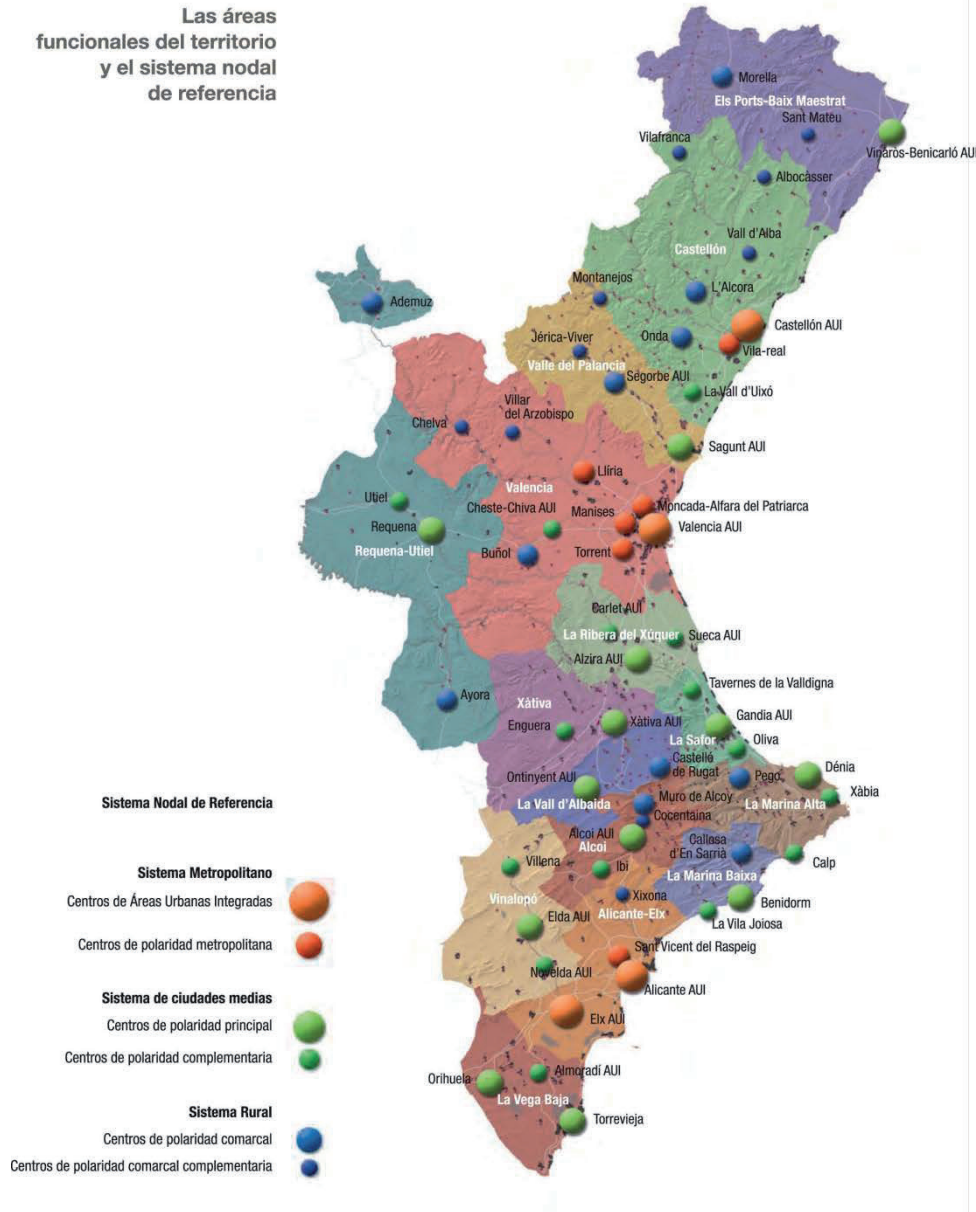 Las áreas
funcionales del territorio
y el sistema nodal
de referencia
Morella
Els Ports-Baix Maestrat
Sant Mateu
Vinaròs-Benicarló AUI
Vilafranca
Albocàsser
Vall d'Alba
Castellón
L'Alcora
Montanejos
Ademuz
Castellón AUI
Onda
Vila-real
Jérica-Viver
Valle del Palancia
Segorbe AUI
La Vall d'Uixó
Villar
del Arzobispo
Chelva
Sagunt AUI
Llíria
Valencia
Utiel
Cheste-Chiva AUI
Manises
Moncada-Alfara del Patriarca
Requena
Valencia AUI
Requena-Utiel
Buñol
Torrent
Carlet AUI
La Ribera del Xúquer
Sueca AUI
Alzira AUI
Tavernes de la Valldigna
Ayora
Xàtiva
Enguera
Xàtiva AUI
Gandia AUI
La Safor
Oliva
Castelló
de Rugat
Ontinyent AUI
Pego
Dénia
Xàbia
La Vall d'Albaida
Muro de Alcoy
La Marina Alta
Cocentaina
Alcoi AUI
Alcoi
Callosa
d'En Sarrià
Calp
Villena
Ibi
La Marina Baixa
Vinalopó
Xixona
Benidorm
Elda AUI
Alicante-Elx
La Vila Joiosa
Sant Vicent del Raspeig
Novelda AUI
Alicante AUI
Elx AUI
Orihuela
Almoradí AUI
La Vega Baja
Torrevieja
Sistema Nodal de Referencia
Sistema Metropolitano
Centros de Áreas Urbanas Integradas
Centros de polaridad metropolitana
Sistema de ciudades medias
Centros de polaridad principal
Centros de polaridad complementaria
Sistema Rural
Centros de polaridad comarcal
Centros de polaridad comarcal complementaria